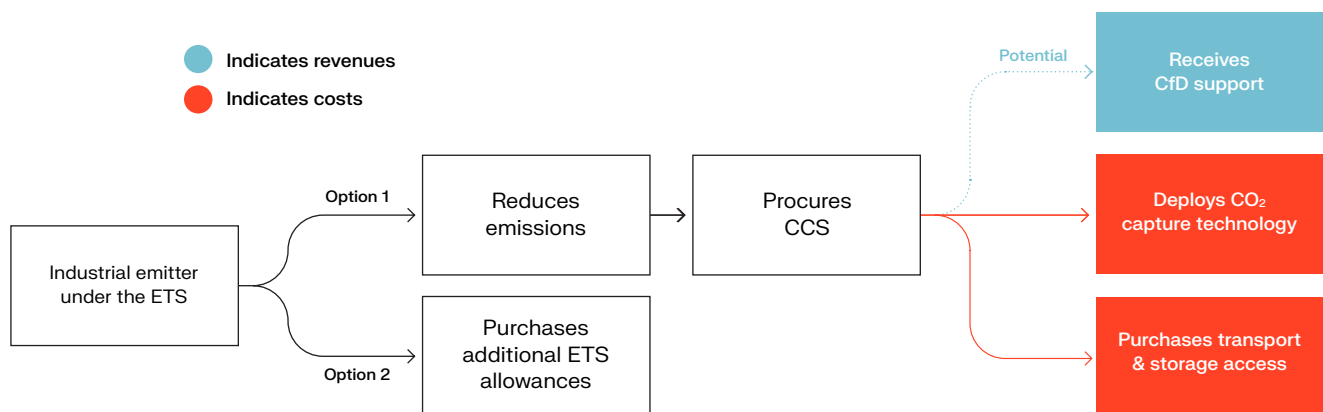 Indicates revenues
Indicates costs
Potential
Receives
CfD support
Option 1
Reduces
emissions
Procures
CCS
Deploys CO₂
capture technology
Industrial emitter
under the ETS
Option 2
Purchases
additional ETS
allowances
Purchases transport
& storage access